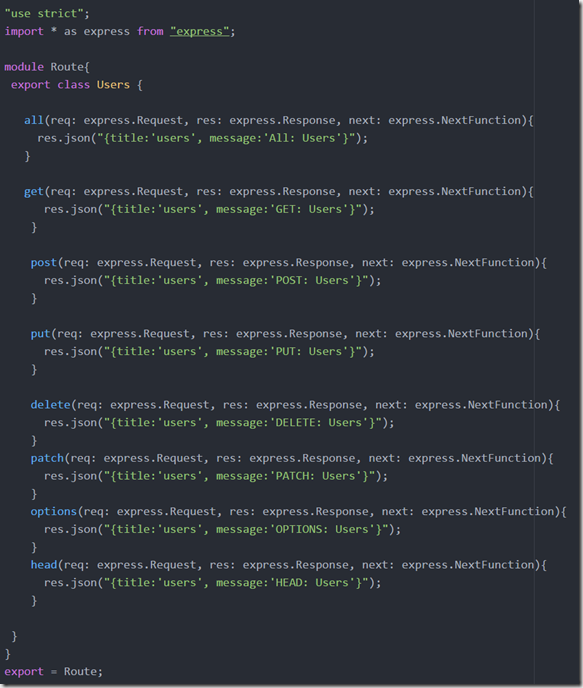 "use strict";
import * as express from "express";
module Route{
export class Users {
all(req: express.Request, res: express.Response, next: express.NextFunction){
res.json("{title:'users', message:'All: Users'}");
}
get(req: express.Request, res: express.Response, next: express.NextFunction){
res.json("{title:'users', message:'GET: Users'}");
}
post(req: express.Request, res: express.Response, next: express.NextFunction){
res.json("{title:'users', message:'POST: Users'}");
}
put(req: express.Request, res: express.Response, next: express.NextFunction){
res.json("{title:'users', message:'PUT: Users'}");
}
delete(req: express.Request, res: express.Response, next: express.NextFunction){
res.json("{title:'users', message:'DELETE: Users'}");
}
patch(req: express.Request, res: express.Response, next: express.NextFunction){
res.json("{title:'users', message:'PATCH: Users'}");
}
options(req: express.Request, res: express.Response, next: express.NextFunction){
res.json("{title:'users', message:'OPTIONS: Users'}");
}
head(req: express.Request, res: express.Response, next: express.NextFunction){
res.json("{title:'users', message:'HEAD: Users'}");
}
}
}
export = Route;